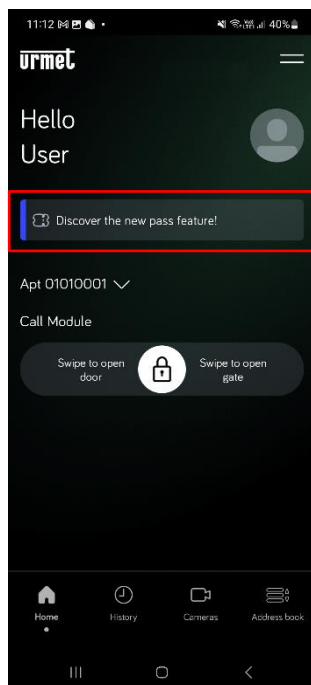 11:12
40%
urmet
Hello
User
Discover the new pass feature!
Apt 01010001
Call Module
Swipe to open
door
Swipe to open
gate
Home
History
Cameras
Address book